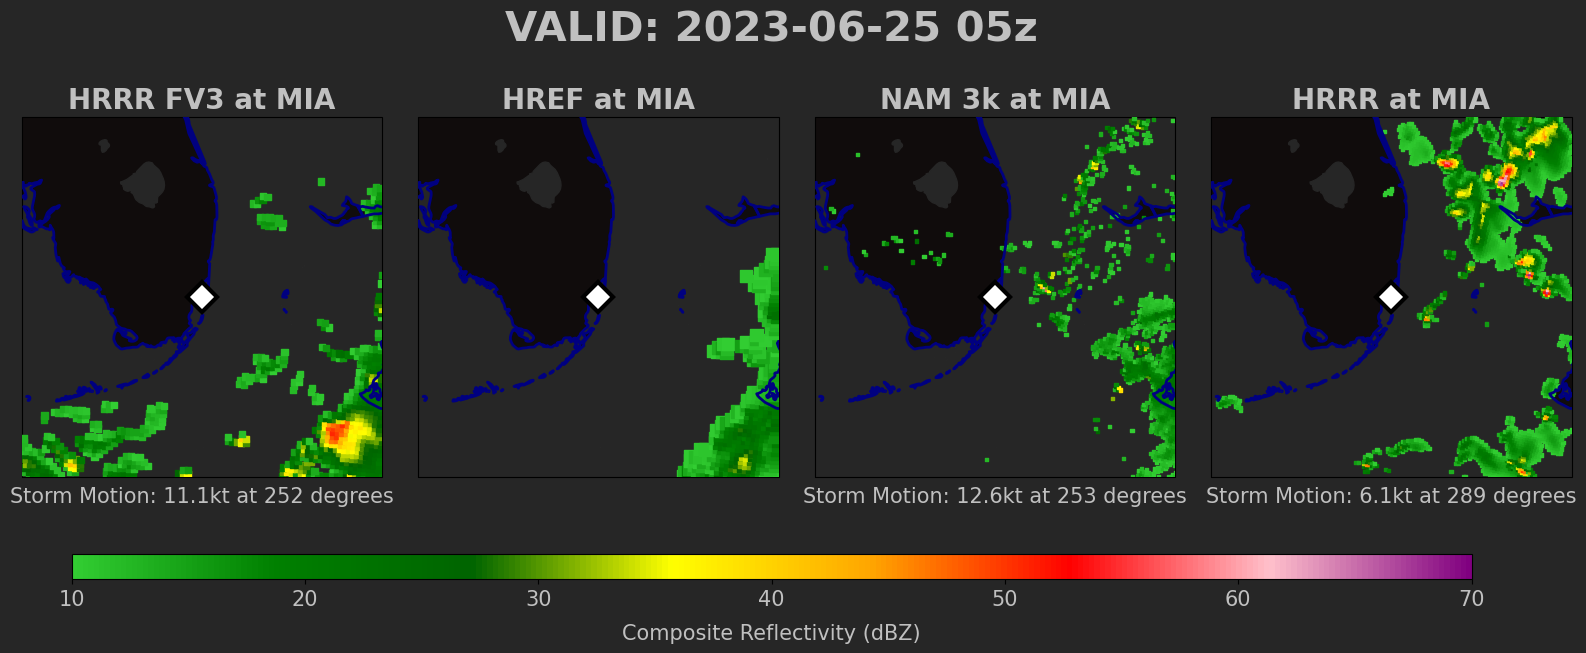 VALID: 2023-06-25 05z
HRRR FV3 at MIA
HREF at MIA
NAM 3k at MIA
HRRR at MIA
Storm Motion: 11.1kt at 252 degrees
Storm Motion: 12.6kt at 253 degrees
Storm Motion: 6.1kt at 289 degrees
10 20 30 40 50 60 70
Composite Reflectivity (dBZ)